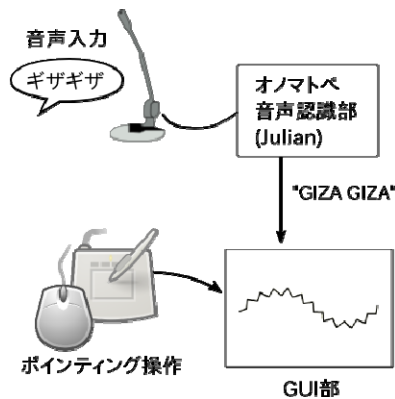 音声入力
ギザギザ
オノマトペ
音声認識部
(Julian)
"GIZA GIZA"
ポインティング操作
GUI部